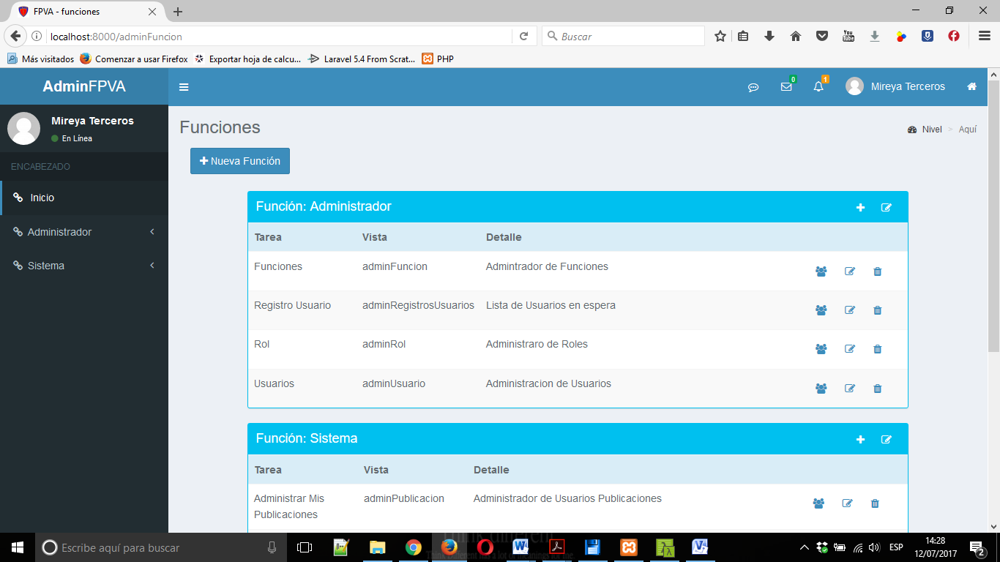 FPVA - funciones
localhost:8000/adminFuncion
Buscar
Más visitados Comenzar a usar Firefox Exportar hoja de calcu... Laravel 5.4 From Scrat... PHP
AdminFPVA
0 1 Mireya Terceros
Mireya Terceros
En Línea
Funciones
Nivel > Aquí
Nueva Función
ENCABEZADO
Inicio
Administrador
Sistema
Función: Administrador
Tarea Vista Detalle
Funciones adminFuncion Admintrador de Funciones
Registro Usuario adminRegistrosUsuarios Lista de Usuarios en espera
Rol adminRol Administraro de Roles
Usuarios adminUsuario Administracion de Usuarios
Función: Sistema
Tarea Vista Detalle
Administrar Mis adminPublicacion Administrador de Usuarios Publicaciones
Publicaciones
Escribe aquí para buscar
ESP
14:28
12/07/2017
2